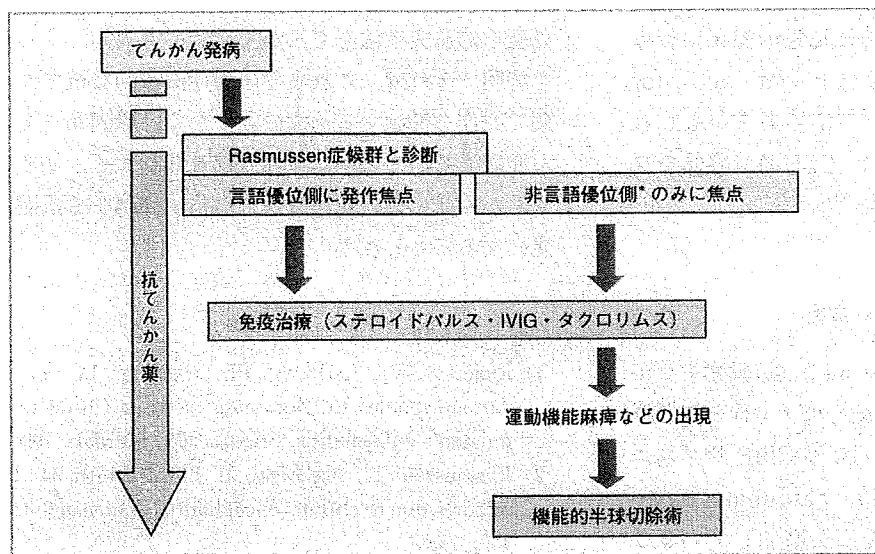 てんかん発病
Rasmussen症候群と診断
言語優位側に発作焦点
非言語優位側*のみに焦点
抗てんかん薬
免疫治療（ステロイドパルス・IVIG・タクロリムス）
運動機能麻痺などの出現
機能的半球切除術